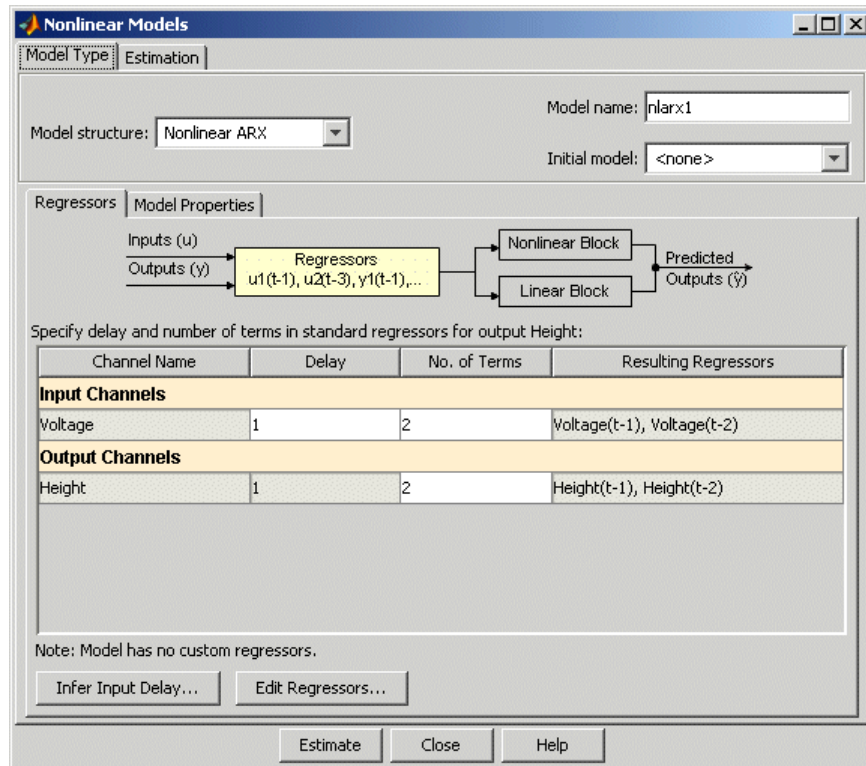 Nonlinear Models
Model Type Estimation
Model structure: Nonlinear ARX
Model name: nlarx1
Initial model: <none>
Regressors Model Properties
Inputs (u)
Outputs (y)
Regressors
u1(t-1), u2(t-3), y1(t-1),...
Nonlinear Block
Linear Block
Predicted
Outputs (ŷ)
Specify delay and number of terms in standard regressors for output Height:
Channel Name Delay No. of Terms Resulting Regressors
Input Channels
Voltage 1 2 Voltage(t-1), Voltage(t-2)
Output Channels
Height 1 2 Height(t-1), Height(t-2)
Note: Model has no custom regressors.
Infer Input Delay... Edit Regressors...
Estimate Close Help